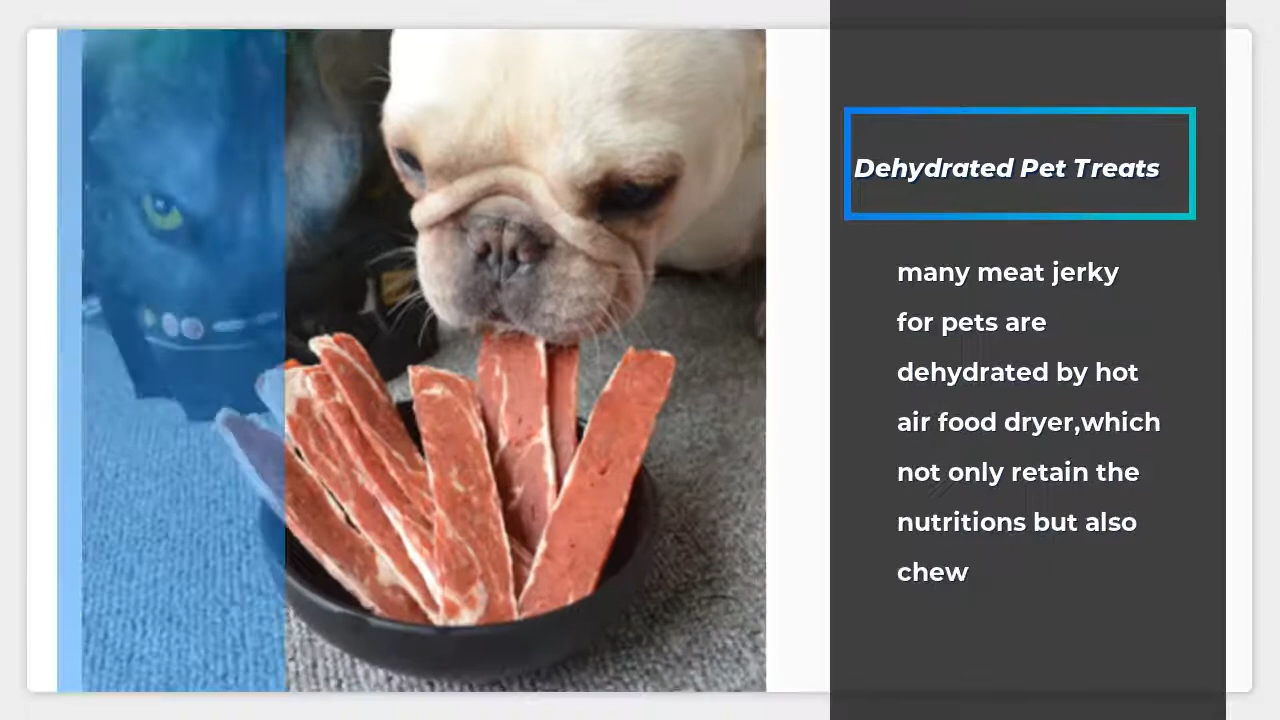 Dehydrated Pet Treats
many meat jerky
for pets are
dehydrated by hot
air food dryer,which
not only retain the
nutritions but also
chew